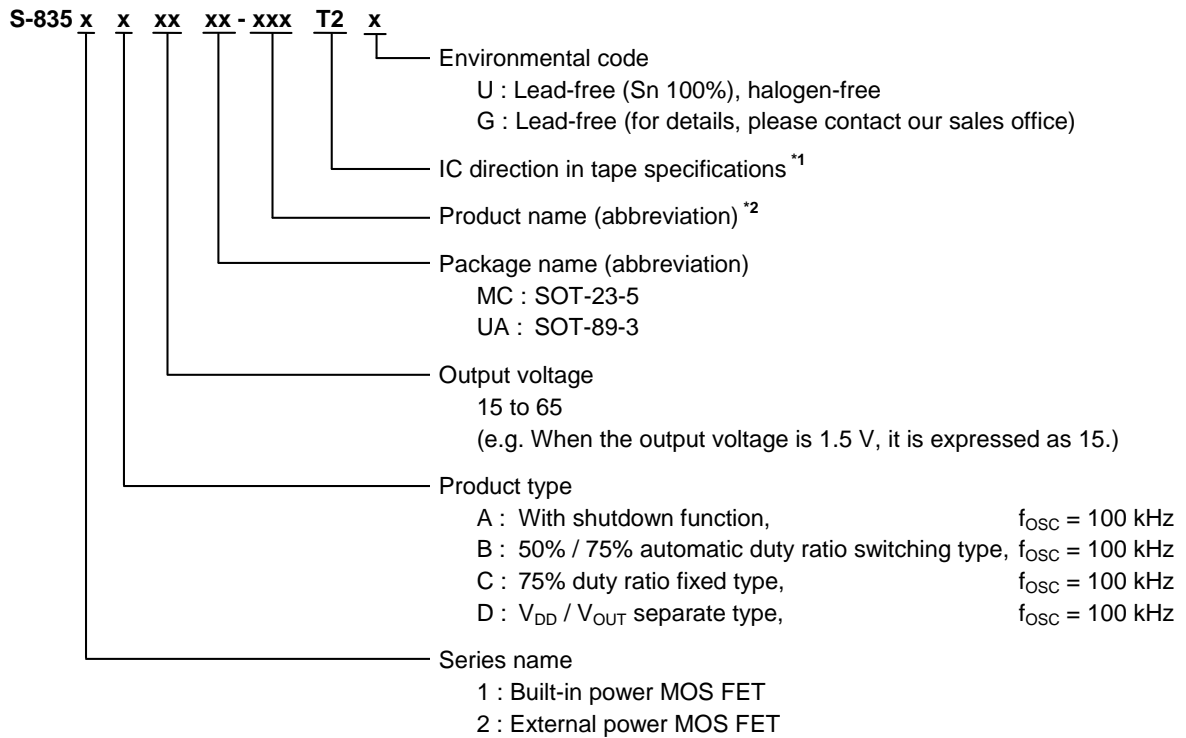 S-835 x x xx xx - xxx T2 x
Environmental code
U : Lead-free (Sn 100%), halogen-free
G : Lead-free (for details, please contact our sales office)
IC direction in tape specifications *1
Product name (abbreviation) *2
Package name (abbreviation)
MC : SOT-23-5
UA : SOT-89-3
Output voltage
15 to 65
(e.g. When the output voltage is 1.5 V, it is expressed as 15.)
Product type
A : With shutdown function, fOSC = 100 kHz
B : 50% / 75% automatic duty ratio switching type, fOSC = 100 kHz
C : 75% duty ratio fixed type, fOSC = 100 kHz
D : VDD / VOUT separate type, fOSC = 100 kHz
Series name
1 : Built-in power MOS FET
2 : External power MOS FET